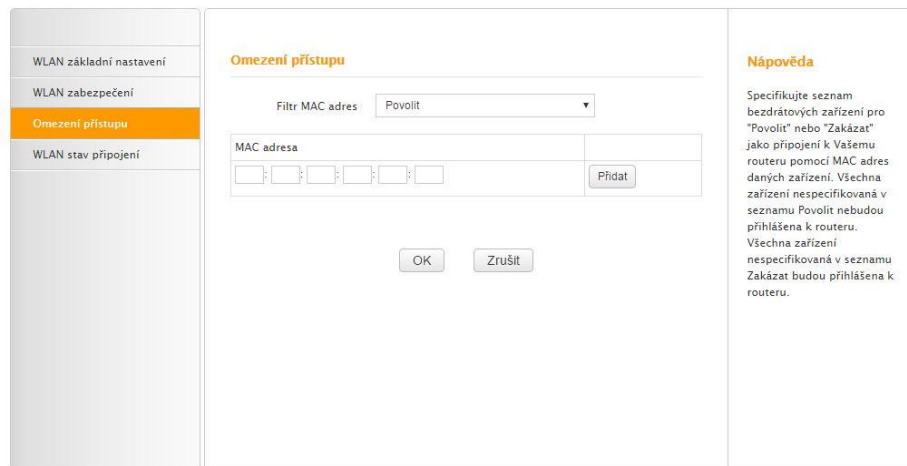 WLAN základní nastavení
WLAN zabezpečení
Omezení přístupu
WLAN stav připojení
Omezení přístupu
Filtr MAC adres Povolit
MAC adresa
: : : : : Přidat
OK Zrušit
Nápověda
Specifikujte seznam
bezdrátových zařízení pro
"Povolit" nebo "Zakázat"
jako připojení k Vašemu
routeru pomocí MAC adres
daných zařízení. Všechna
zařízení nespecifikovaná v
seznamu Povolit nebudou
přihlášena k routeru.
Všechna zařízení
nespecifikovaná v seznamu
Zakázat budou přihlášena k
routeru.